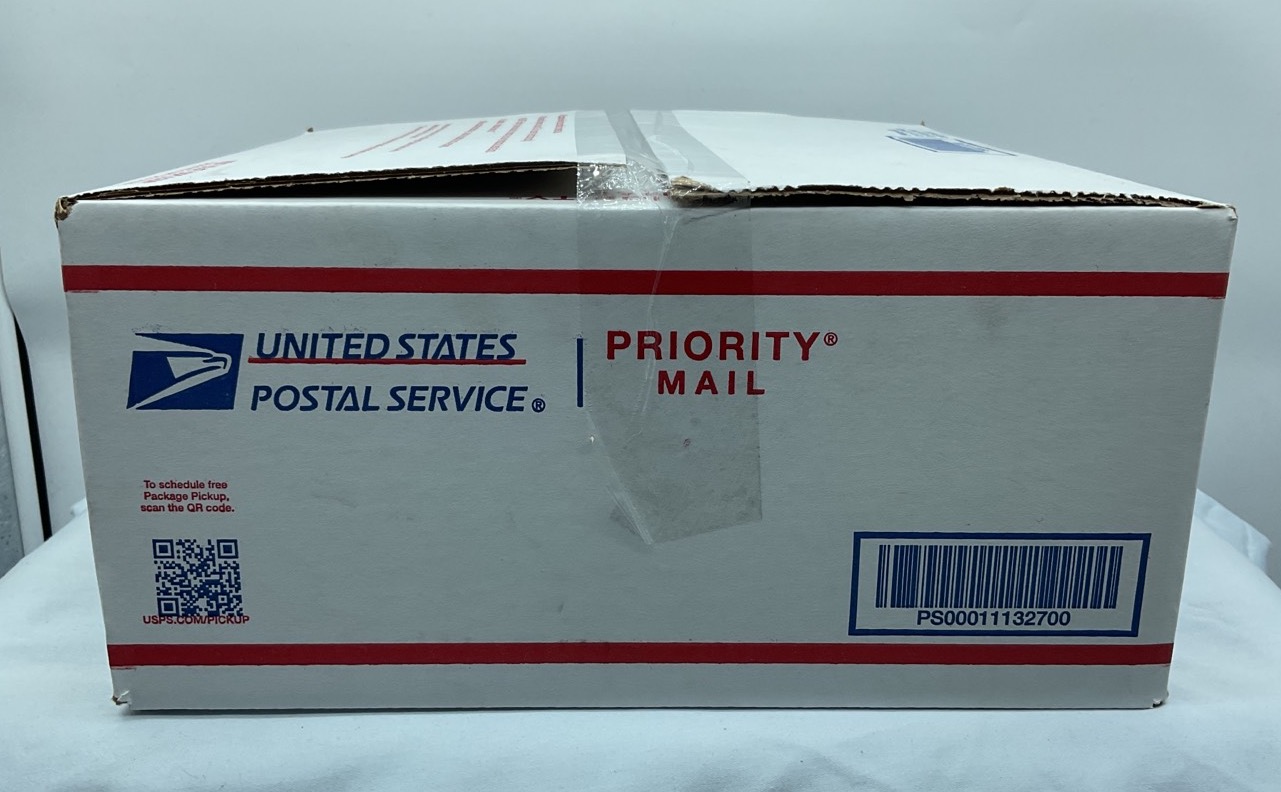 UNITED STATES
POSTAL SERVICE®
PRIORITY®
MAIL
To schedule free
Package Pickup,
scan the QR code.
USPS.COM/PICKUP
PS00011132700